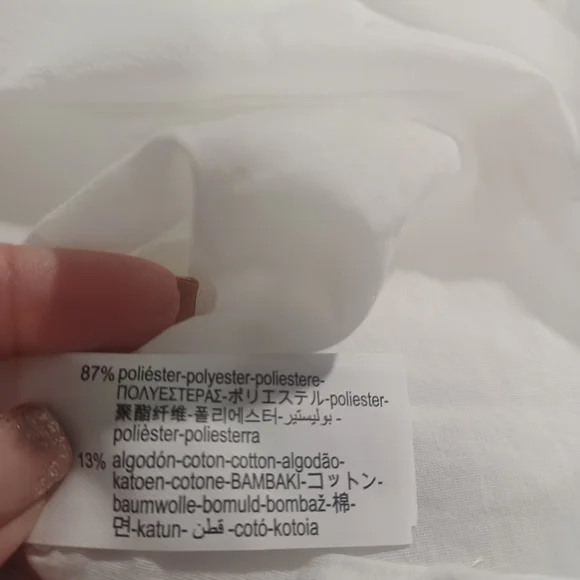 87% poliéster-polyester-poliestere-
ΠΟΛΥΕΣΤΕΡΑΣ-ポリエステル-poliester-
聚酯纤维-폴리에스터-بوليستير-
polièster-poliesterra
13% algodón-coton-cotton-algodão-
katoen-cotone-BAMBAKI-コットン-
baumwolle-bomuld-bombaž-棉-
면-katun- قطن -cotó-kotoia